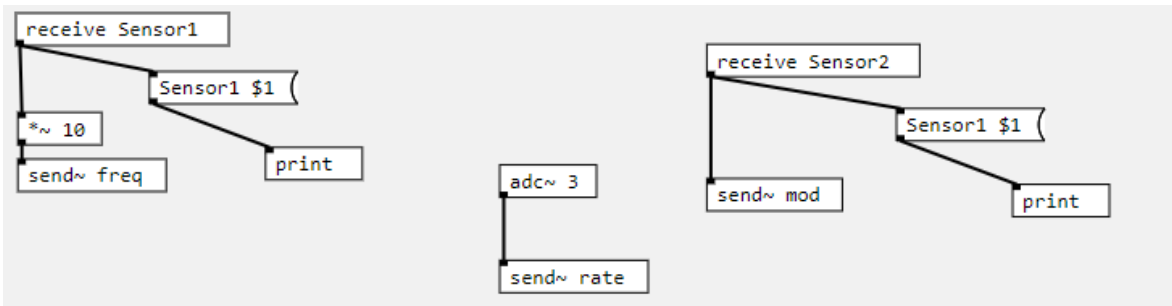 receive Sensor1
Sensor1 $1
*~ 10
send~ freq
print
adc~ 3
send~ rate
receive Sensor2
Sensor1 $1
send~ mod
print